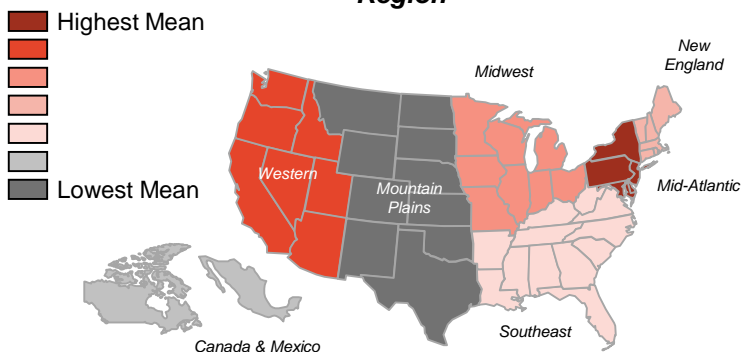 Region
Highest Mean
Lowest Mean
New
England
Midwest
Western
Mountain
Plains
Mid-Atlantic
Southeast
Canada & Mexico